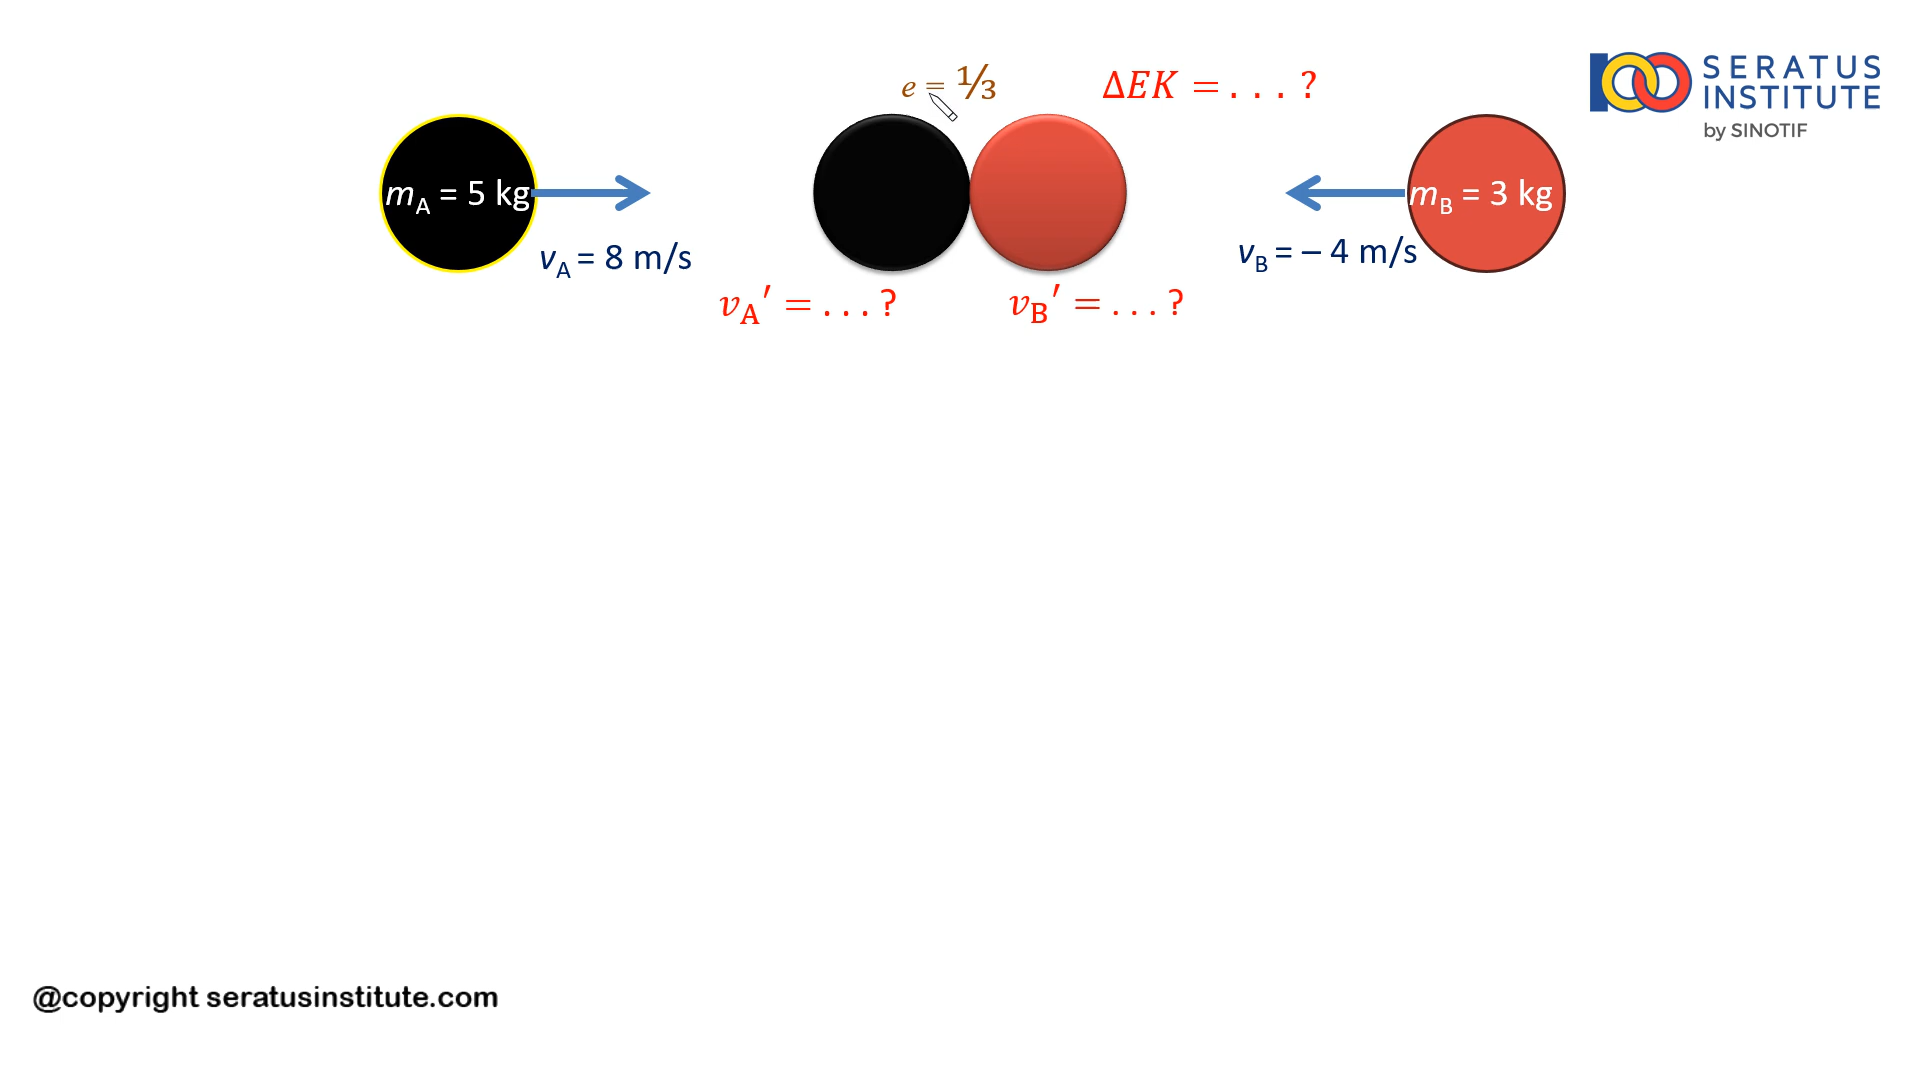 e = ⅓
ΔEK = . . . ?
SERATUS
INSTITUTE
by SINOTIF
mA = 5 kg
vA = 8 m/s
mB = 3 kg
vB = – 4 m/s
vA′ = . . . ?
vB′ = . . . ?
@copyright seratusinstitute.com